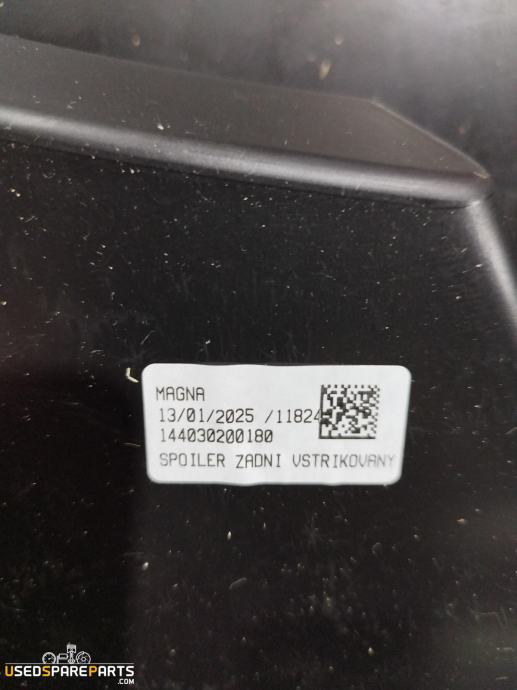 MAGNA
13/01/2025 /11824
144030200180
SPOILER ZADNI VSTRIKOVANY
USEDSPAREPARTS
.COM